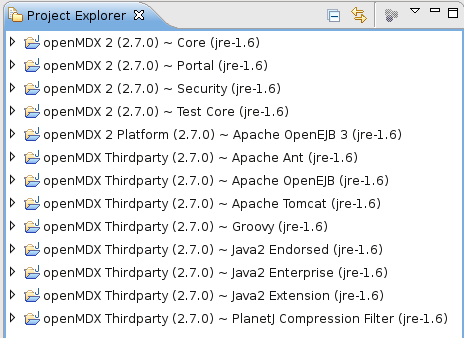 Project Explorer
openMDX 2 (2.7.0) ~ Core (jre-1.6)
openMDX 2 (2.7.0) ~ Portal (jre-1.6)
openMDX 2 (2.7.0) ~ Security (jre-1.6)
openMDX 2 (2.7.0) ~ Test Core (jre-1.6)
openMDX 2 Platform (2.7.0) ~ Apache OpenEJB 3 (jre-1.6)
openMDX Thirdparty (2.7.0) ~ Apache Ant (jre-1.6)
openMDX Thirdparty (2.7.0) ~ Apache OpenEJB (jre-1.6)
openMDX Thirdparty (2.7.0) ~ Apache Tomcat (jre-1.6)
openMDX Thirdparty (2.7.0) ~ Groovy (jre-1.6)
openMDX Thirdparty (2.7.0) ~ Java2 Endorsed (jre-1.6)
openMDX Thirdparty (2.7.0) ~ Java2 Enterprise (jre-1.6)
openMDX Thirdparty (2.7.0) ~ Java2 Extension (jre-1.6)
openMDX Thirdparty (2.7.0) ~ PlanetJ Compression Filter (jre-1.6)